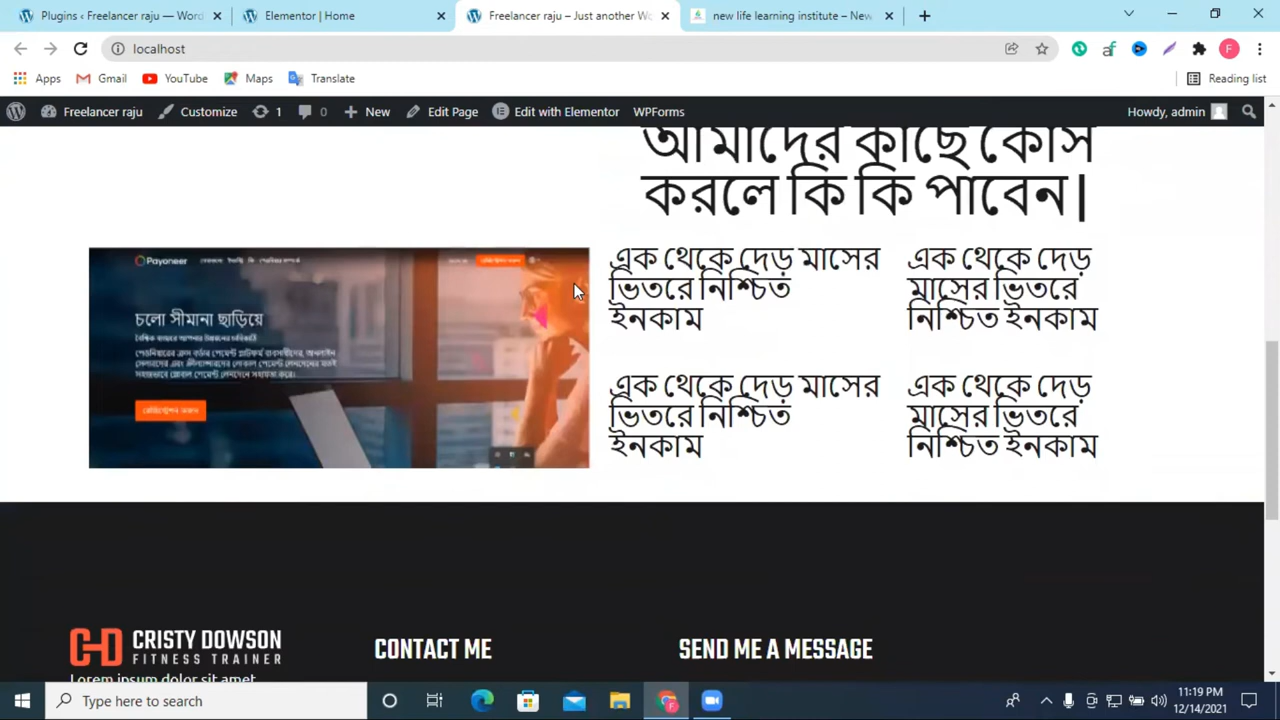 Plugins ‹ Freelancer raju — Word
Elementor | Home
Freelancer raju – Just another Wo
new life learning institute – New
localhost
Apps
Gmail
YouTube
Maps
Translate
Reading list
Freelancer raju
Customize
1
0
New
Edit Page
Edit with Elementor
WPForms
Howdy, admin
আমাদের কাছে কোর্স
করলে কি কি পাবেন|
Payoneer
চলো সীমানা ছাড়িয়ে
এক থেকে দেড় মাসের
ভিতরে নিশ্চিত
ইনকাম
এক থেকে দেড়
মাসের ভিতরে
নিশ্চিত ইনকাম
এক থেকে দেড় মাসের
ভিতরে নিশ্চিত
ইনকাম
এক থেকে দেড়
মাসের ভিতরে
নিশ্চিত ইনকাম
CD CRISTY DOWSON
FITNESS TRAINER
Lorem ipsum dolor sit amet
CONTACT ME
SEND ME A MESSAGE
Type here to search
11:19 PM
12/14/2021